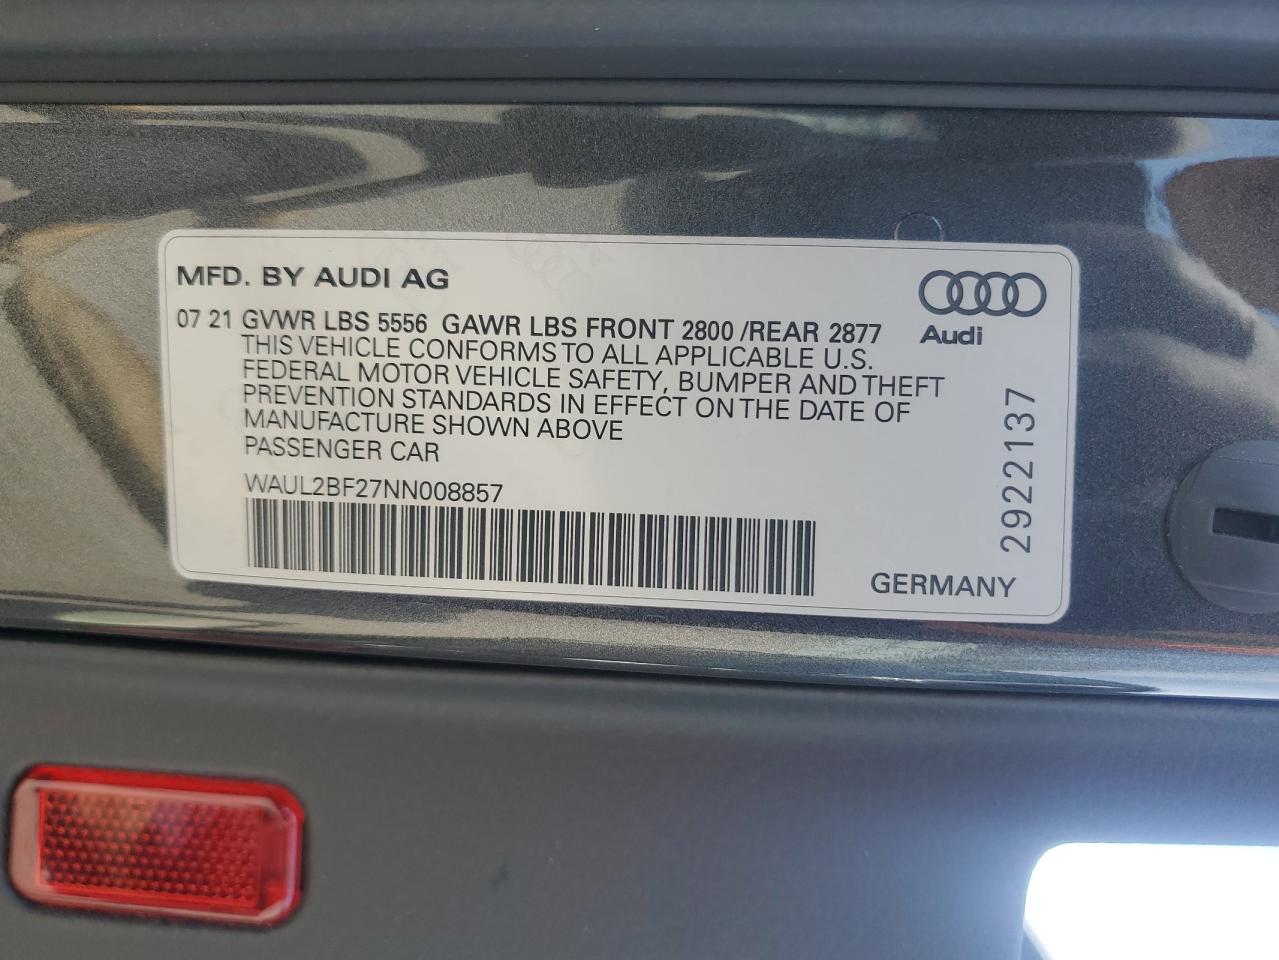 MFD. BY AUDI AG
Audi
07 21 GVWR LBS 5556 GAWR LBS FRONT 2800 /REAR 2877
THIS VEHICLE CONFORMS TO ALL APPLICABLE U.S.
FEDERAL MOTOR VEHICLE SAFETY, BUMPER AND THEFT
PREVENTION STANDARDS IN EFFECT ON THE DATE OF
MANUFACTURE SHOWN ABOVE
PASSENGER CAR
WAUL2BF27NN008857
2922137
GERMANY